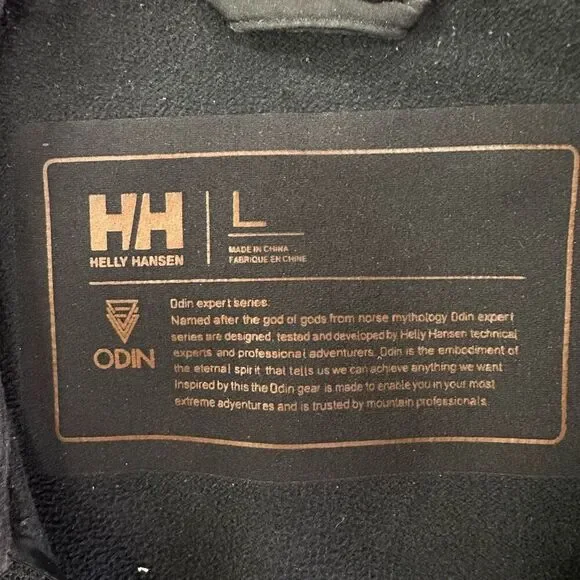 HH
HELLY HANSEN
L
MADE IN CHINA
FABRIQUE EN CHINE
ODIN
Odin expert series:
Named after the god of gods from norse mythology Odin expert
series are designed, tested and developed by Helly Hansen technical
experts and professional adventurers. Odin is the embodiment of
the eternal spirit that tells us we can achieve anything we want.
Inspired by this the Odin gear is made to enable you in your most
extreme adventures and is trusted by mountain professionals.